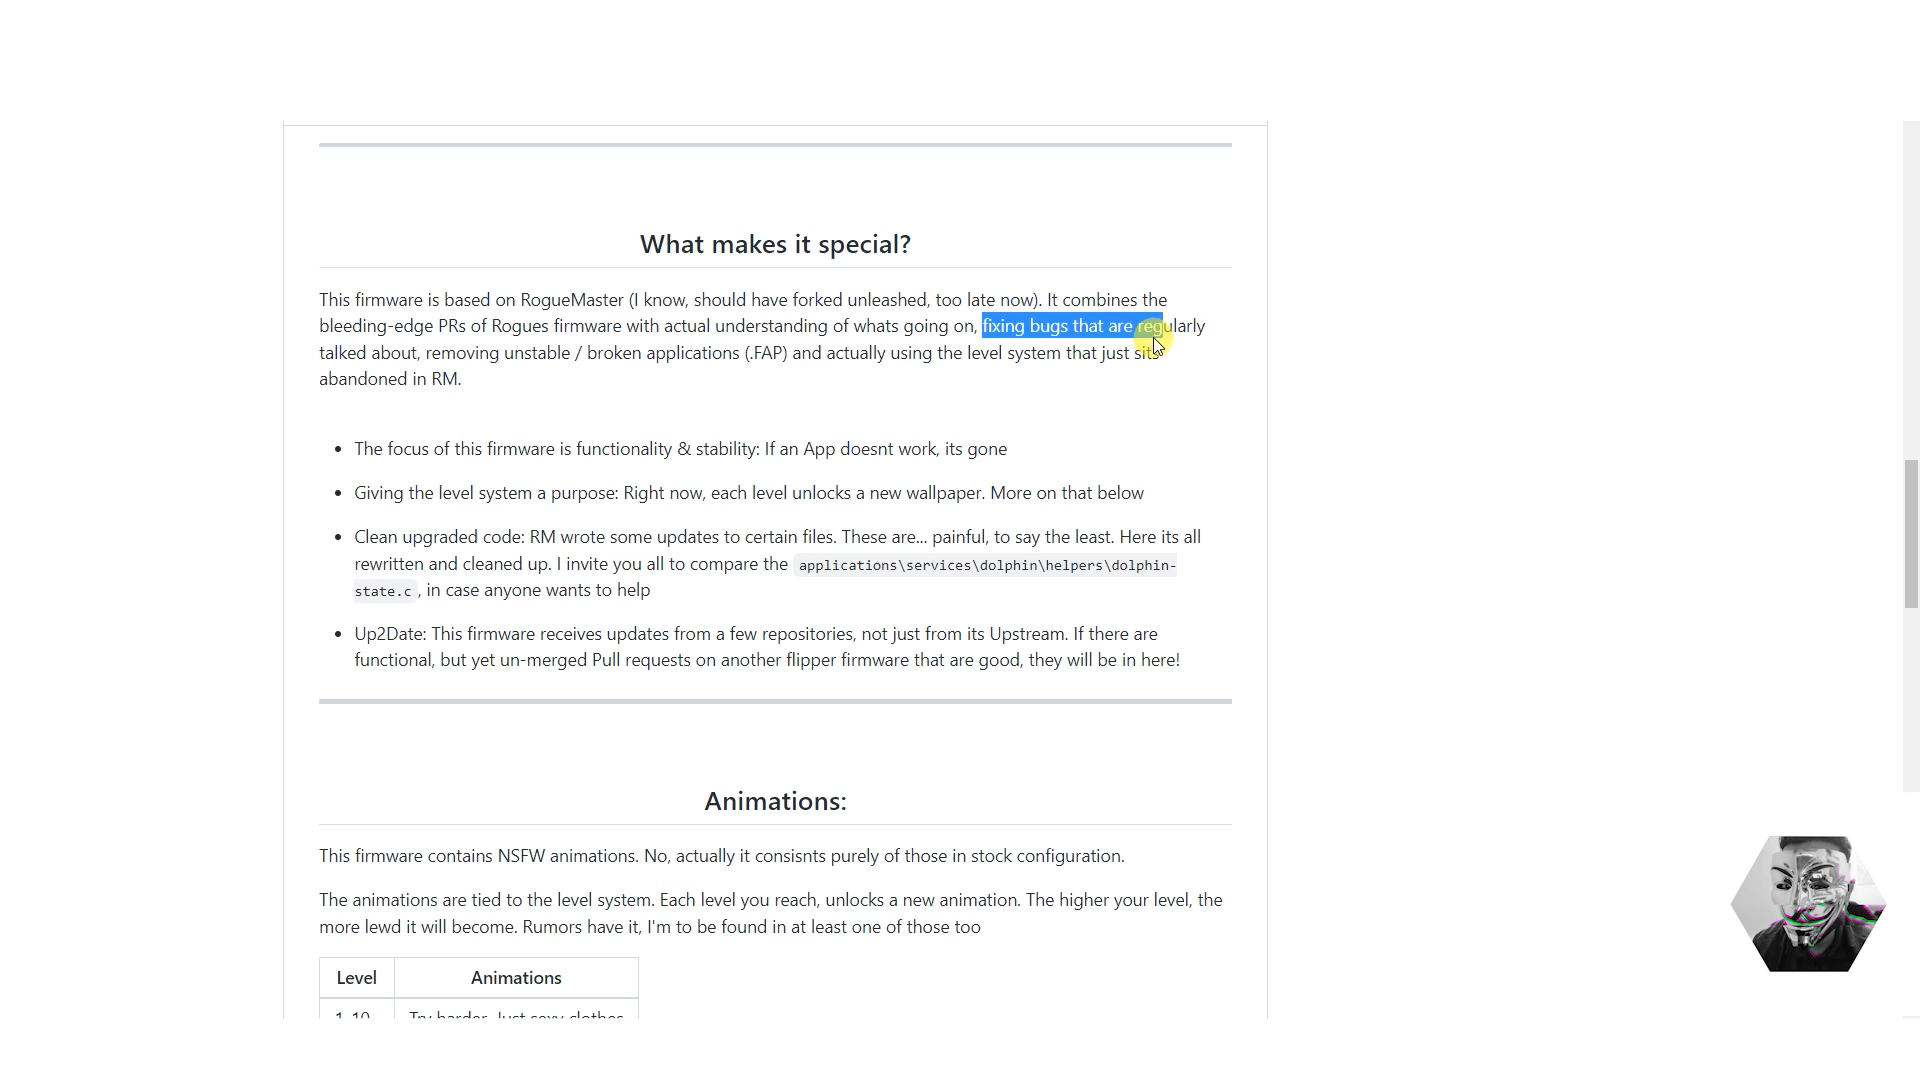 What makes it special?
This firmware is based on RogueMaster (I know, should have forked unleashed, too late now). It combines the
bleeding-edge PRs of Rogues firmware with actual understanding of whats going on, fixing bugs that are regularly
talked about, removing unstable / broken applications (.FAP) and actually using the level system that just sits
abandoned in RM.
• The focus of this firmware is functionality & stability: If an App doesnt work, its gone
• Giving the level system a purpose: Right now, each level unlocks a new wallpaper. More on that below
• Clean upgraded code: RM wrote some updates to certain files. These are... painful, to say the least. Here its all
rewritten and cleaned up. I invite you all to compare the applications\services\dolphin\helpers\dolphin-
state.c , in case anyone wants to help
• Up2Date: This firmware receives updates from a few repositories, not just from its Upstream. If there are
functional, but yet un-merged Pull requests on another flipper firmware that are good, they will be in here!
Animations:
This firmware contains NSFW animations. No, actually it consisnts purely of those in stock configuration.
The animations are tied to the level system. Each level you reach, unlocks a new animation. The higher your level, the
more lewd it will become. Rumors have it, I'm to be found in at least one of those too
Level Animations
1-10 Try harder. Just sexy clothes